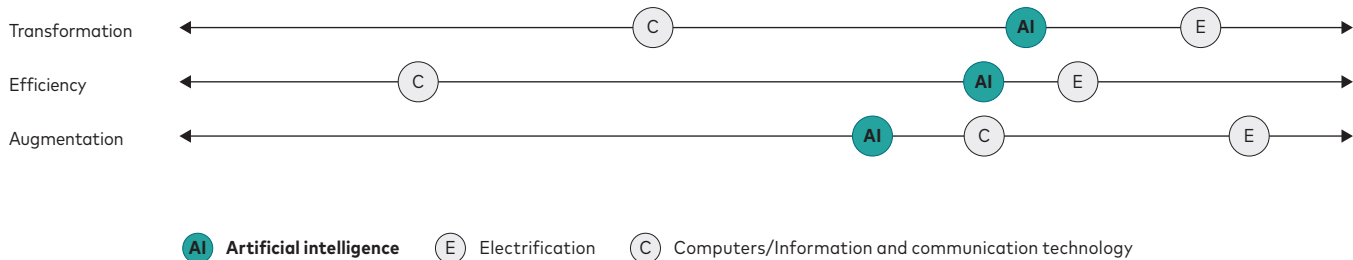 Transformation C AI E
Efficiency C AI E
Augmentation AI C E
AI Artificial intelligence E Electrification C Computers/Information and communication technology